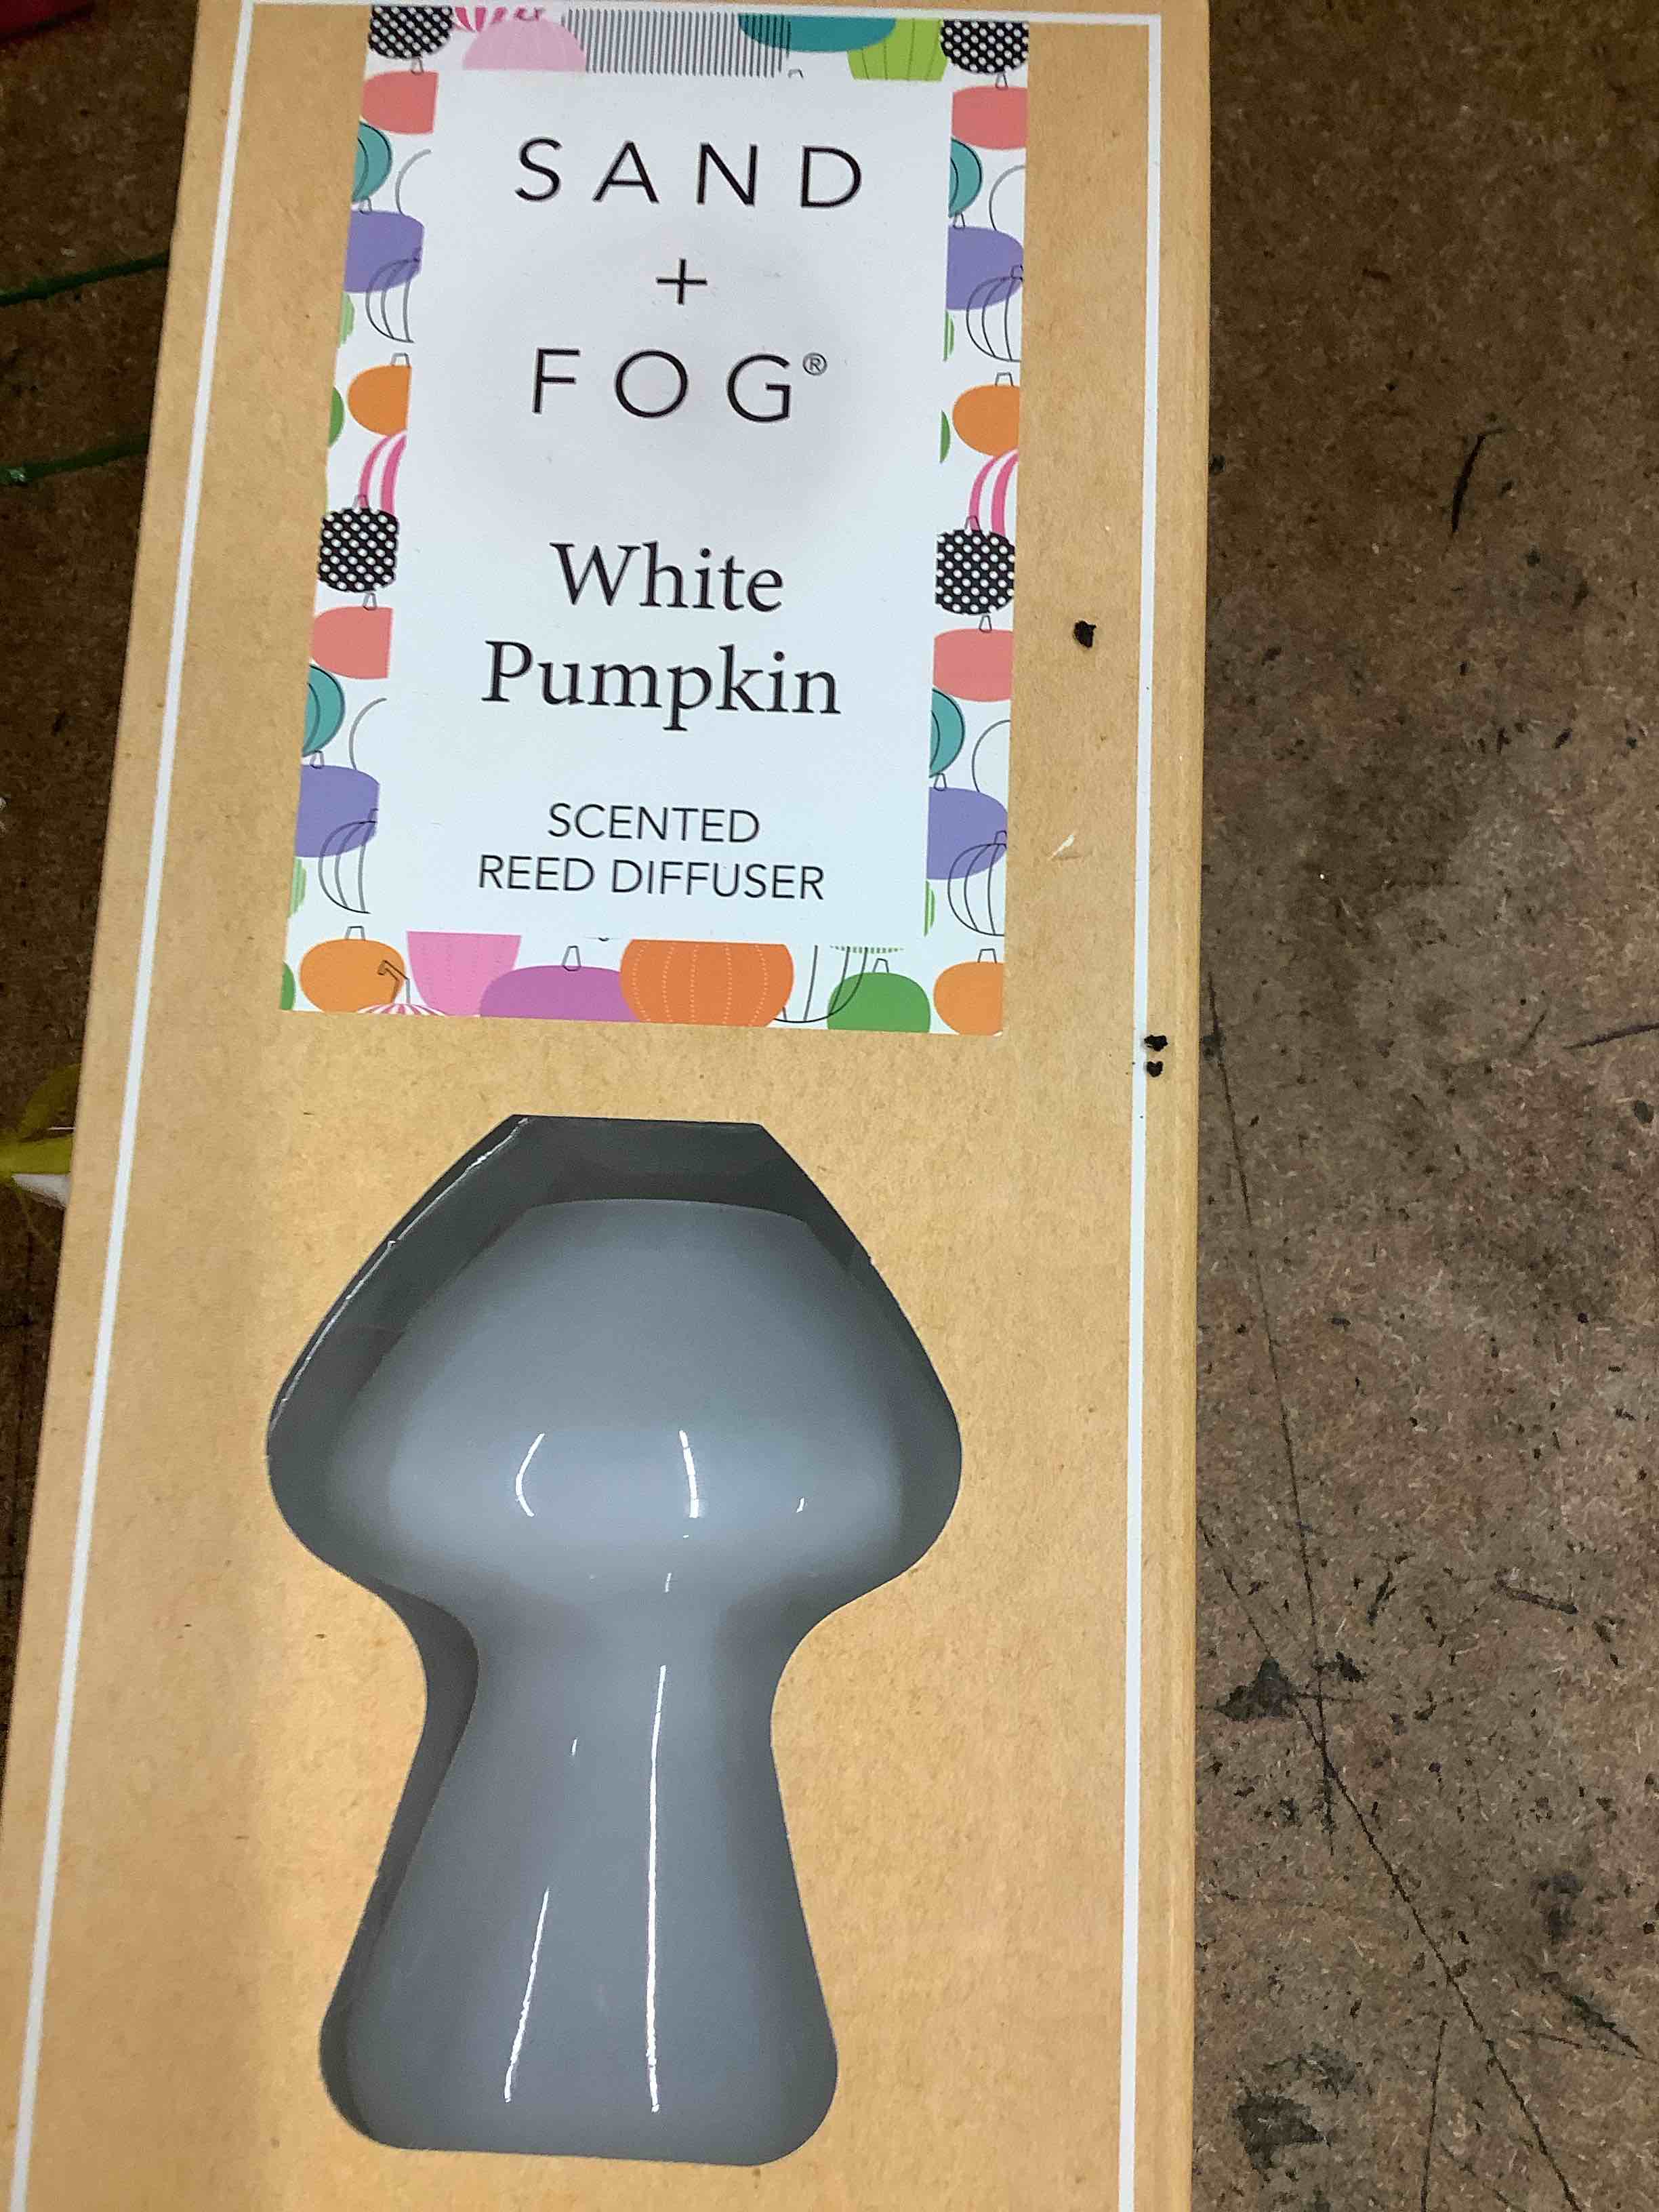 SAND
+
FOG®
White
Pumpkin
SCENTED
REED DIFFUSER